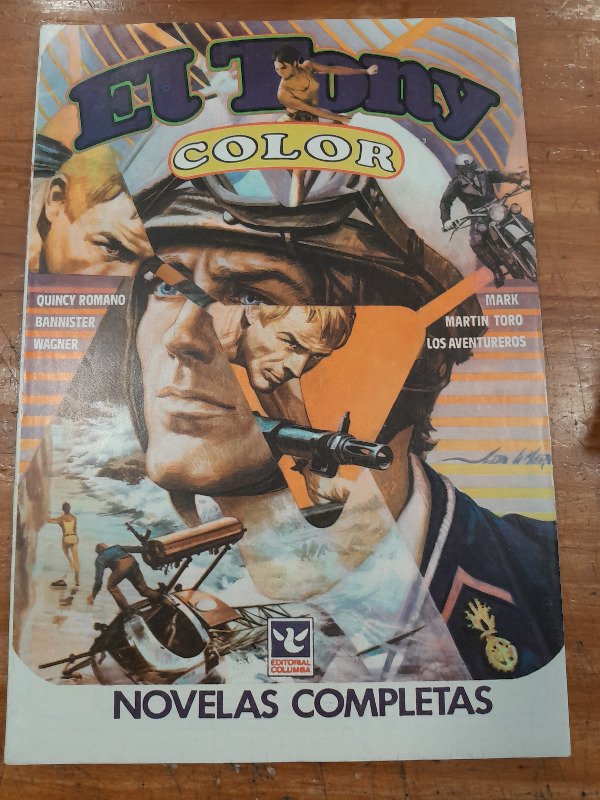 El Tony
COLOR
QUINCY ROMANO
BANNISTER
WAGNER
MARK
MARTIN TORO
LOS AVENTUREROS
EDITORIAL
COLUMBA
NOVELAS COMPLETAS